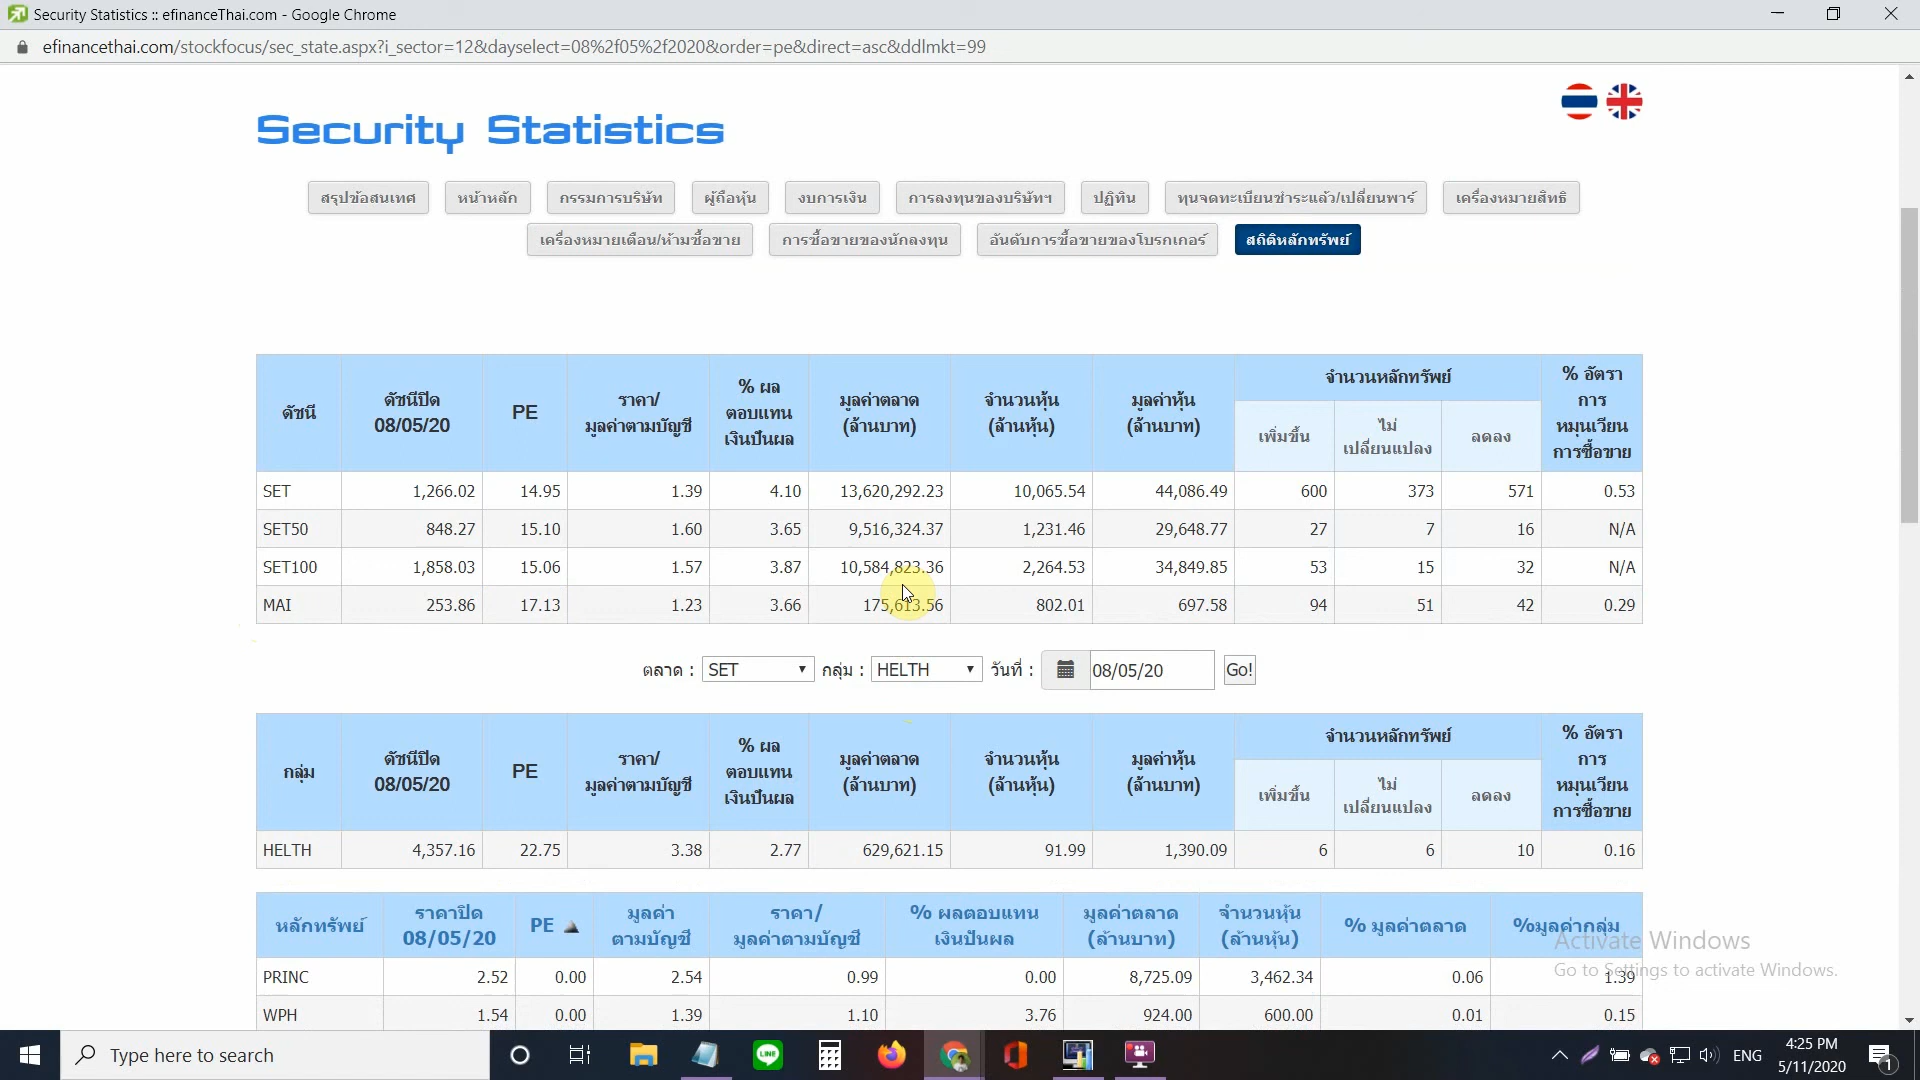 Security Statistics :: efinanceThai.com - Google Chrome
efinancethai.com/stockfocus/sec_state.aspx?i_sector=12&dayselect=08%2f05%2f2020&order=pe&direct=asc&ddlmkt=99
Security Statistics
สรุปข้อสนเทศ หน้าหลัก กรรมการบริษัท ผู้ถือหุ้น งบการเงิน การลงทุนของบริษัทฯ ปฏิทิน ทุนจดทะเบียนชำระแล้ว/เปลี่ยนพาร์ เครื่องหมายสิทธิ
เครื่องหมายเตือน/ห้ามซื้อขาย การซื้อขายของนักลงทุน อันดับการซื้อขายของโบรกเกอร์ สถิติหลักทรัพย์
ดัชนี ดัชนีปิด 08/05/20 PE ราคา/ มูลค่าตามบัญชี % ผล ตอบแทน เงินปันผล มูลค่าตลาด (ล้านบาท) จำนวนหุ้น (ล้านหุ้น) มูลค่าหุ้น (ล้านบาท) จำนวนหลักทรัพย์ % อัตรา การ หมุนเวียน การซื้อขาย
เพิ่มขึ้น ไม่ เปลี่ยนแปลง ลดลง
SET 1,266.02 14.95 1.39 4.10 13,620,292.23 10,065.54 44,086.49 600 373 571 0.53
SET50 848.27 15.10 1.60 3.65 9,516,324.37 1,231.46 29,648.77 27 7 16 N/A
SET100 1,858.03 15.06 1.57 3.87 10,584,823.36 2,264.53 34,849.85 53 15 32 N/A
MAI 253.86 17.13 1.23 3.66 175,613.56 802.01 697.58 94 51 42 0.29
ตลาด : SET กลุ่ม : HELTH วันที่ : 08/05/20 Go!
กลุ่ม ดัชนีปิด 08/05/20 PE ราคา/ มูลค่าตามบัญชี % ผล ตอบแทน เงินปันผล มูลค่าตลาด (ล้านบาท) จำนวนหุ้น (ล้านหุ้น) มูลค่าหุ้น (ล้านบาท) จำนวนหลักทรัพย์ % อัตรา การ หมุนเวียน การซื้อขาย
เพิ่มขึ้น ไม่ เปลี่ยนแปลง ลดลง
HELTH 4,357.16 22.75 3.38 2.77 629,621.15 91.99 1,390.09 6 6 10 0.16
หลักทรัพย์ ราคาปิด 08/05/20 PE มูลค่า ตามบัญชี ราคา/ มูลค่าตามบัญชี % ผลตอบแทน เงินปันผล มูลค่าตลาด (ล้านบาท) จำนวนหุ้น (ล้านหุ้น) % มูลค่าตลาด %มูลค่ากลุ่ม
PRINC 2.52 0.00 2.54 0.99 0.00 8,725.09 3,462.34 0.06 1.39
WPH 1.54 0.00 1.39 1.10 3.76 924.00 600.00 0.01 0.15
Activate Windows
Go to Settings to activate Windows.
Type here to search
LINE
ENG
4:25 PM
5/11/2020
1